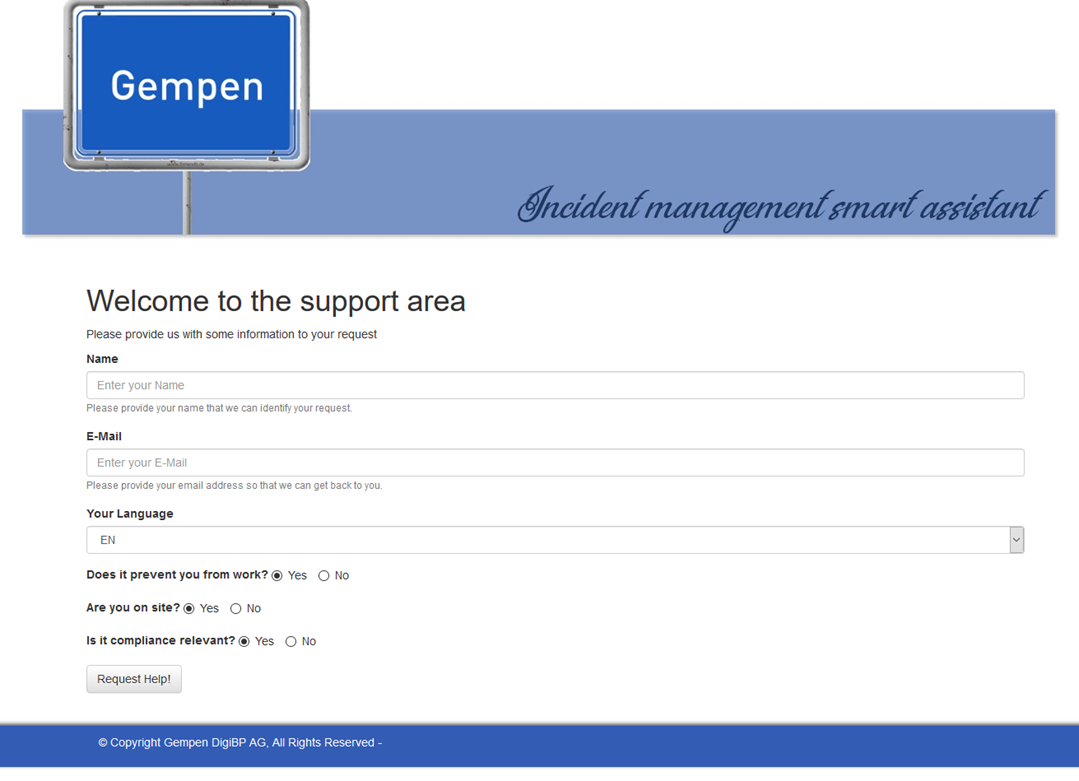 Gempen
Incident management smart assistant
Welcome to the support area
Please provide us with some information to your request
Name
Enter your Name
Please provide your name that we can identify your request.
E-Mail
Enter your E-Mail
Please provide your email address so that we can get back to you.
Your Language
EN
Does it prevent you from work? Yes No
Are you on site? Yes No
Is it compliance relevant? Yes No
Request Help!
© Copyright Gempen DigiBP AG, All Rights Reserved -